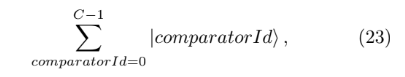 C−1
∑ |comparatorId⟩ , (23)
comparatorId=0